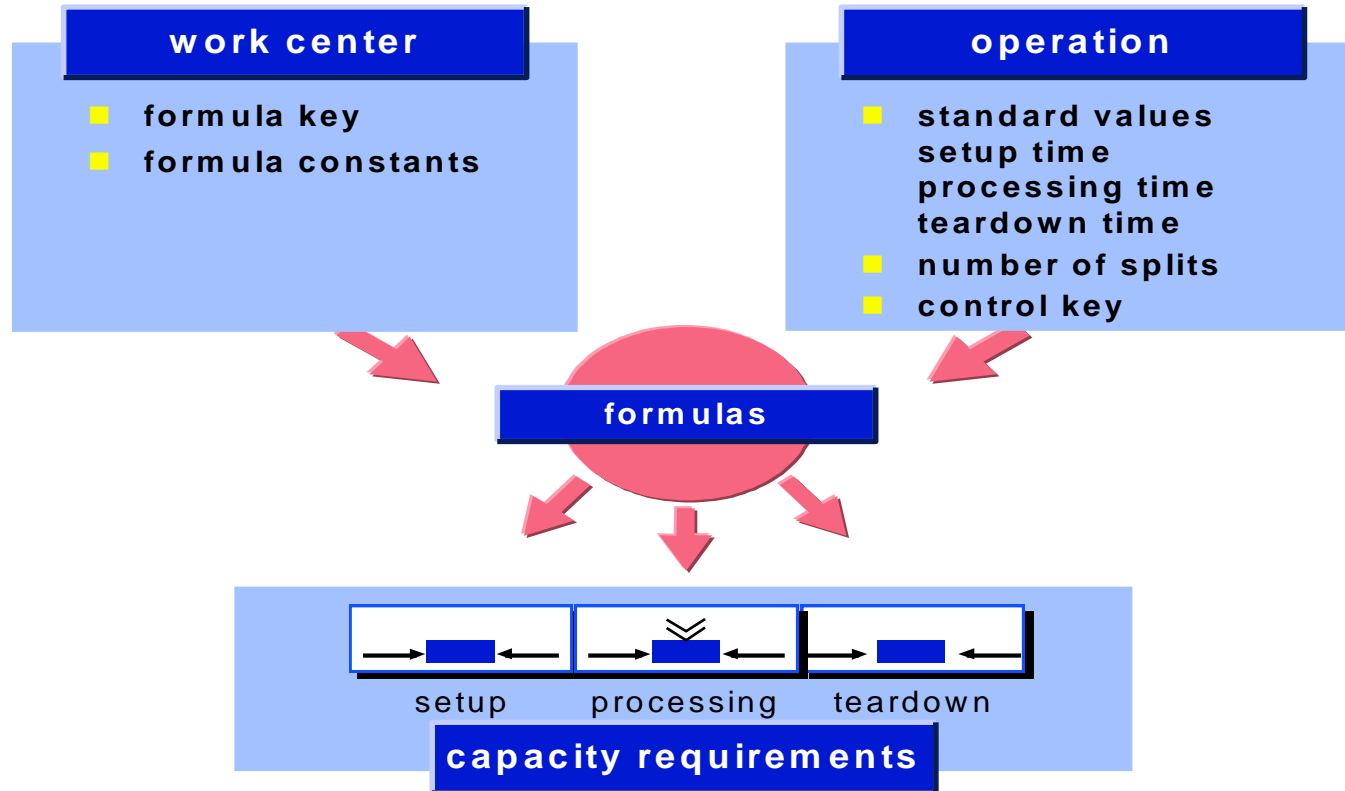 work center
formula key
formula constants
operation
standard values
setup time
processing time
teardown time
number of splits
control key
formulas
setup processing teardown
capacity requirements